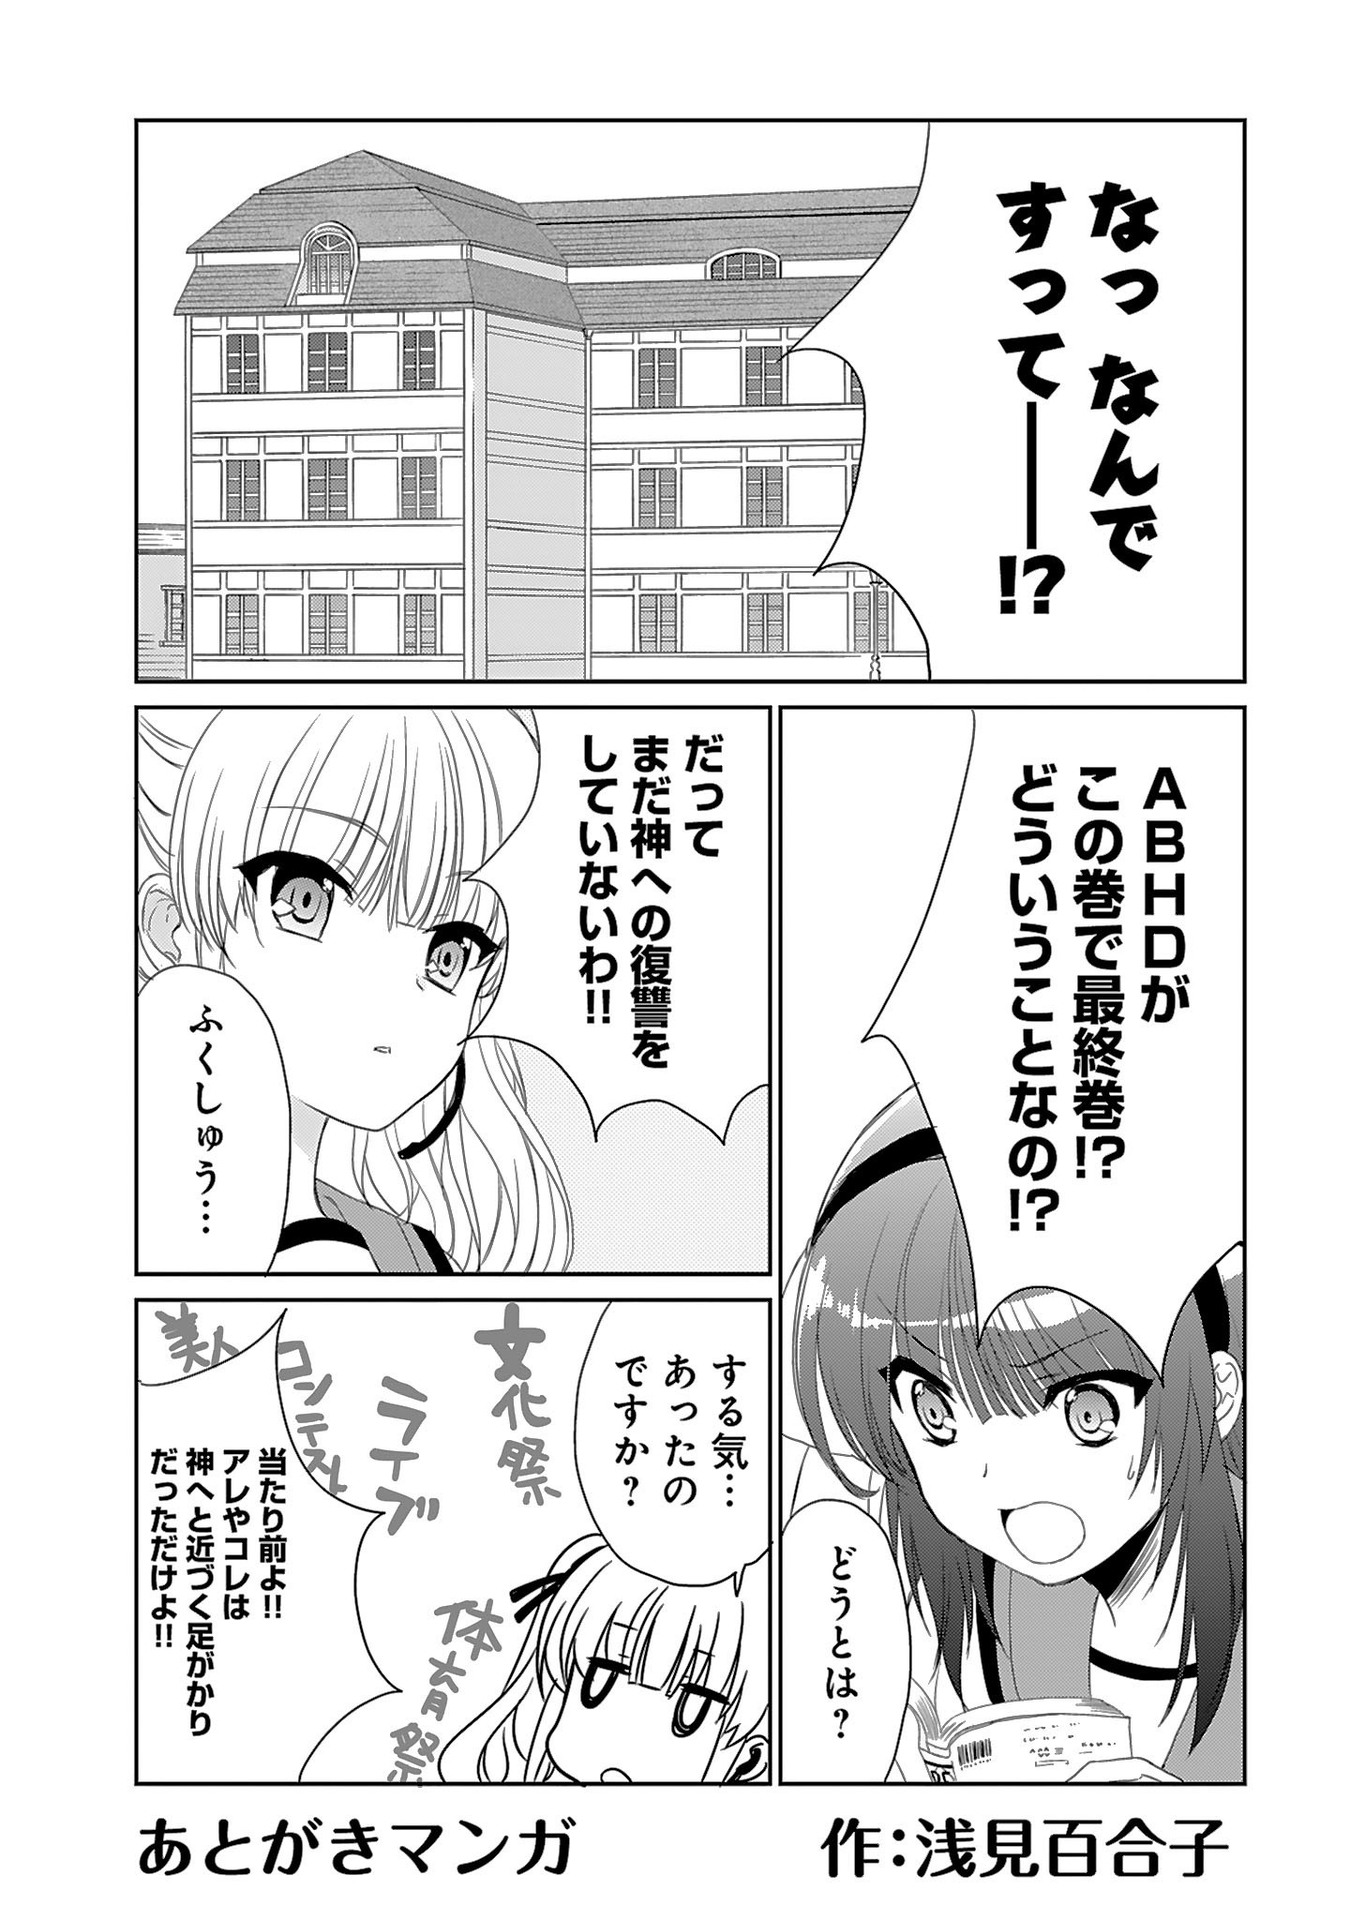 なっ なんで
すってーー!?
ABHDが
この巻で最終巻!?
どういうことなの!?
どうとは?
だって
まだ神への復讐を
していないわ!!
ふくしゅう…
する気…
あったの
ですか?
文化祭
ライブ
コンテスト
美人
体育祭
当たり前よ!!
アレやコレは
神へと近づく足がかり
だっただけよ!!
あとがきマンガ
作:浅見百合子